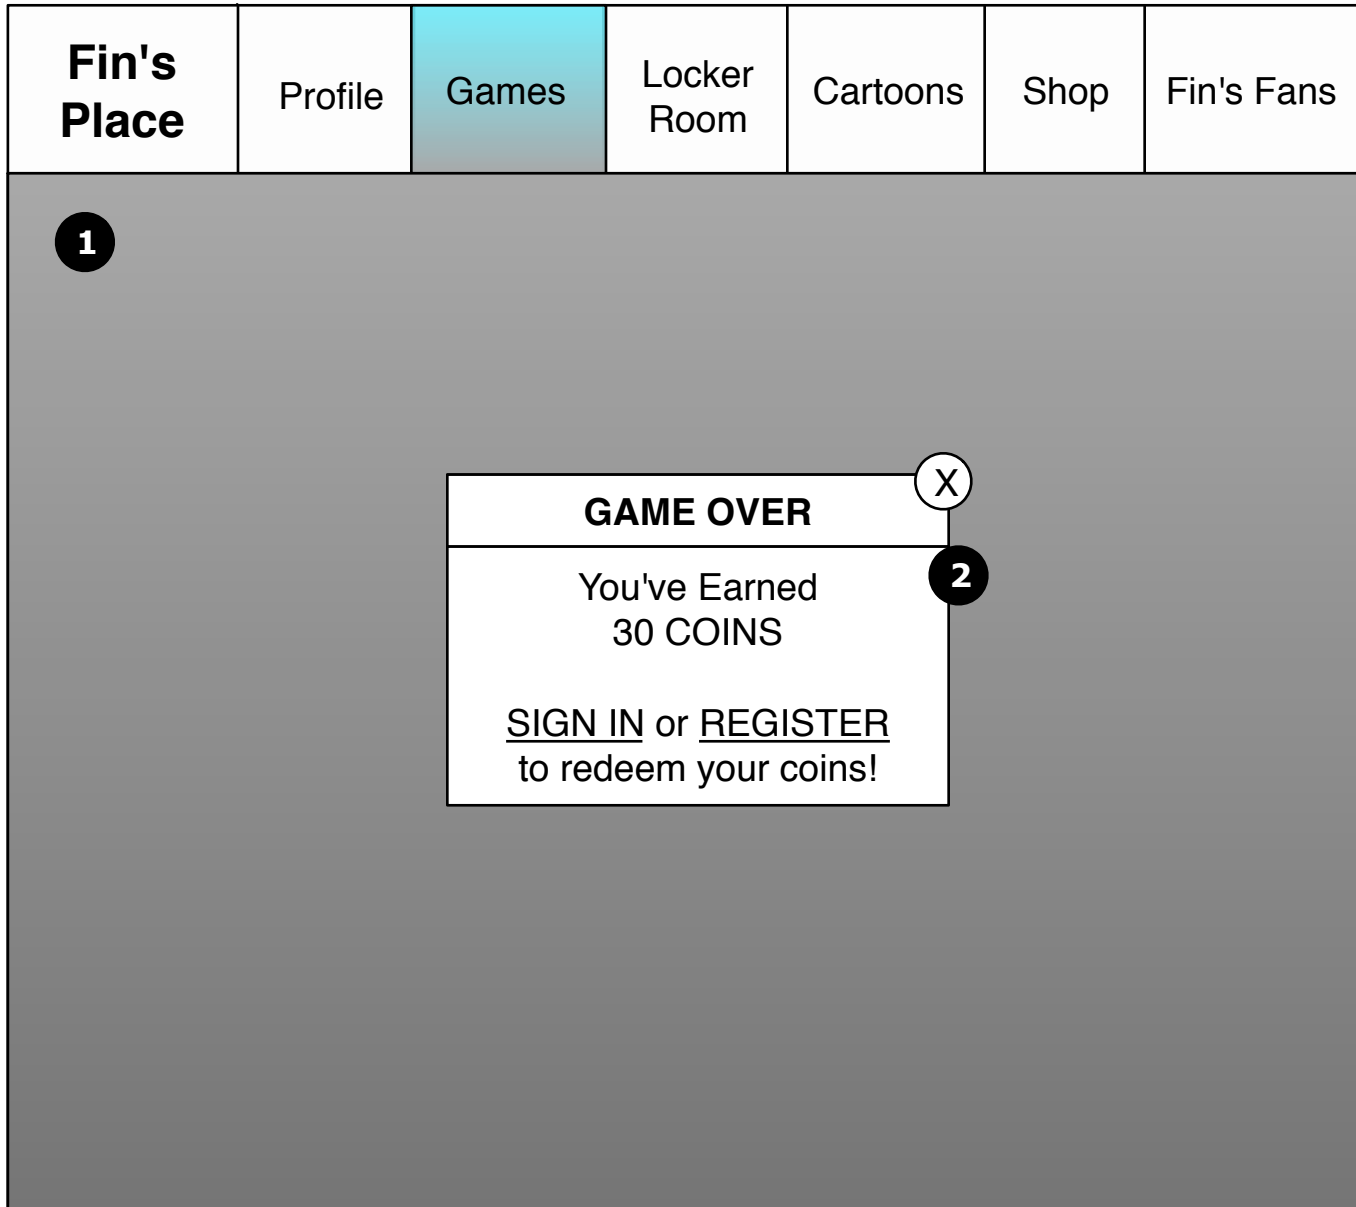 Fin's
Place
Profile
Games
Locker
Room
Cartoons
Shop
Fin's Fans
1
X
GAME OVER
2
You've Earned
30 COINS
SIGN IN or REGISTER
to redeem your coins!